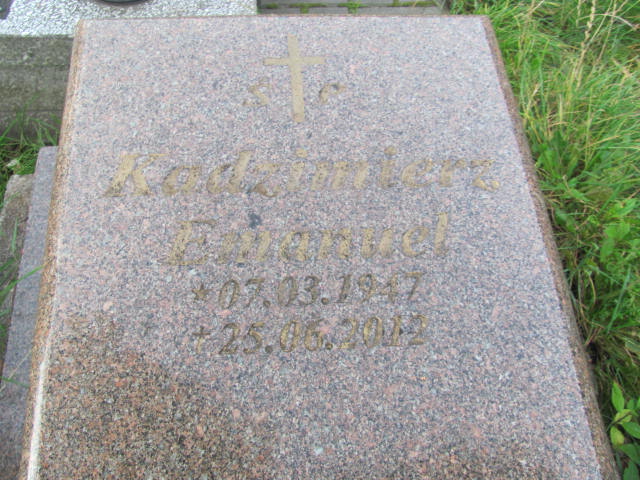 ś p
Kadzimierz
Emanuel
*07.03.1947
+25.06.2012